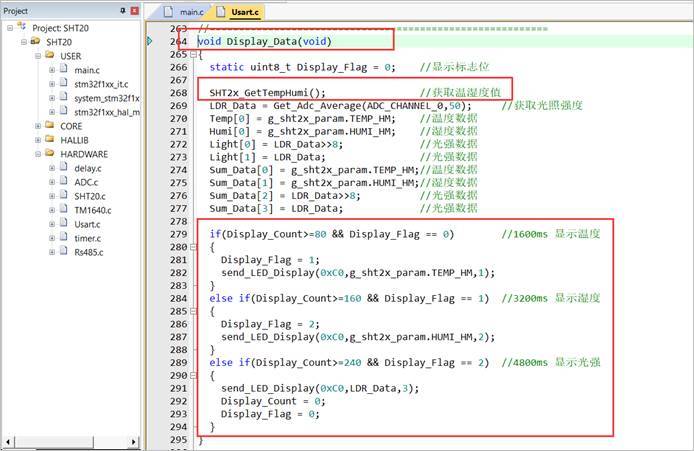 Project
Project: SHT20
SHT20
USER
main.c
stm32f1xx_it.c
system_stm32f1x
stm32f1xx_hal_m
CORE
HALLIB
HARDWARE
delay.c
ADC.c
SHT20.c
TM1640.c
Usart.c
timer.c
Rs485.c
main.c Usart.c
264 void Display_Data(void)
265 {
266 static uint8_t Display_Flag = 0; //显示标志位
267
268 SHT2x_GetTempHumi(); //获取温湿度值
269 LDR_Data = Get_Adc_Average(ADC_CHANNEL_0,50); //获取光照强度
270 Temp[0] = g_sht2x_param.TEMP_HM; //温度数据
271 Humi[0] = g_sht2x_param.HUMI_HM; //湿度数据
272 Light[0] = LDR_Data>>8; //光强数据
273 Light[1] = LDR_Data; //光强数据
274 Sum_Data[0] = g_sht2x_param.TEMP_HM;//温度数据
275 Sum_Data[1] = g_sht2x_param.HUMI_HM;//湿度数据
276 Sum_Data[2] = LDR_Data>>8; //光强数据
277 Sum_Data[3] = LDR_Data; //光强数据
278
279 if(Display_Count>=80 && Display_Flag == 0) //1600ms 显示温度
280 {
281 Display_Flag = 1;
282 send_LED_Display(0xC0,g_sht2x_param.TEMP_HM,1);
283 }
284 else if(Display_Count>=160 && Display_Flag == 1) //3200ms 显示湿度
285 {
286 Display_Flag = 2;
287 send_LED_Display(0xC0,g_sht2x_param.HUMI_HM,2);
288 }
289 else if(Display_Count>=240 && Display_Flag == 2) //4800ms 显示光强
290 {
291 send_LED_Display(0xC0,LDR_Data,3);
292 Display_Count = 0;
293 Display_Flag = 0;
294 }
295 }